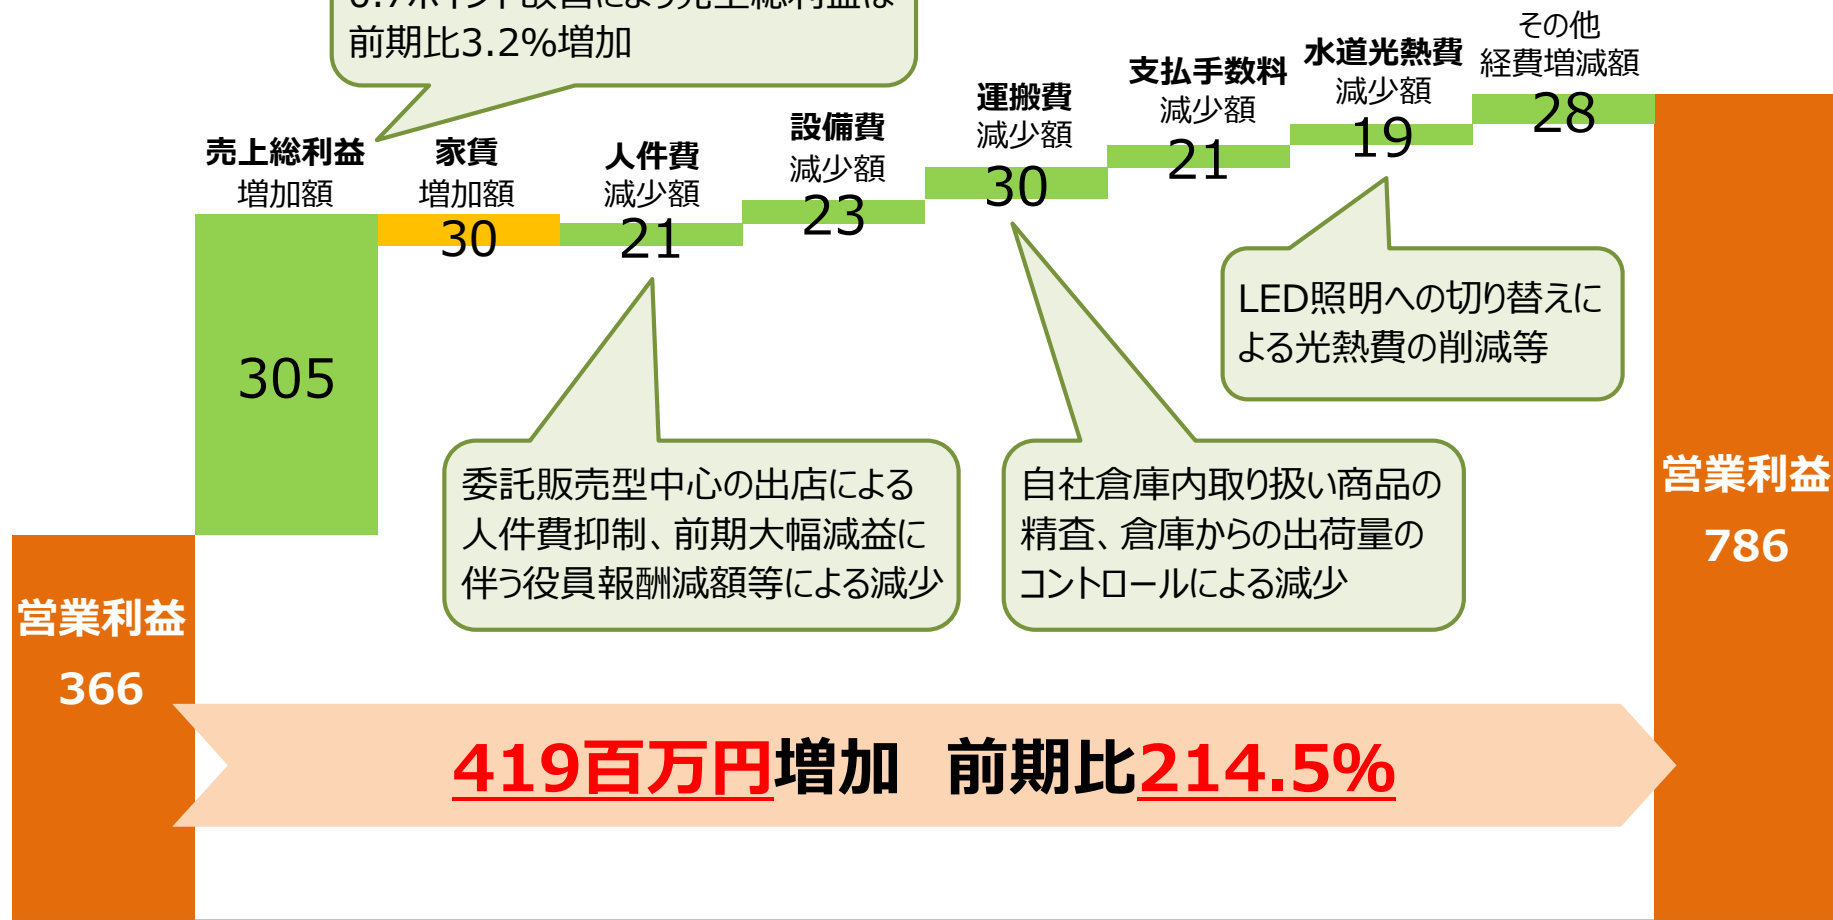 前期比3.2%増加
売上総利益
増加額
305
家賃
増加額
30
人件費
減少額
21
設備費
減少額
23
運搬費
減少額
30
支払手数料
減少額
21
水道光熱費
減少額
19
その他
経費増減額
28
LED照明への切り替えに
よる光熱費の削減等
委託販売型中心の出店による
人件費抑制、前期大幅減益に
伴う役員報酬減額等による減少
自社倉庫内取り扱い商品の
精査、倉庫からの出荷量の
コントロールによる減少
営業利益
366
営業利益
786
419百万円増加　前期比214.5%